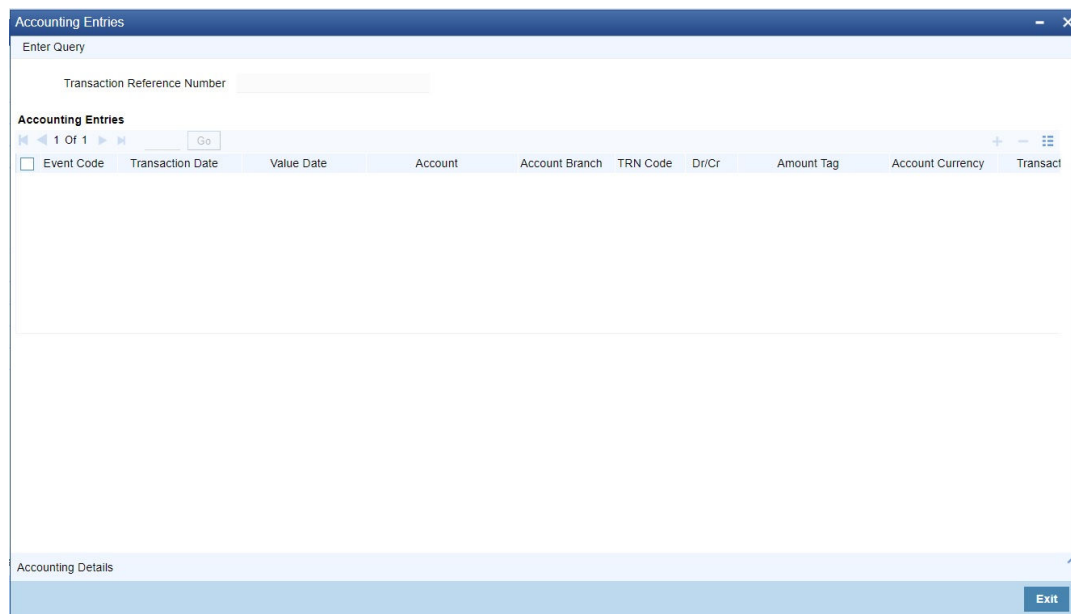 Accounting Entries
Enter Query
Transaction Reference Number
Accounting Entries
1 Of 1 Go
Event Code Transaction Date Value Date Account Account Branch TRN Code Dr/Cr Amount Tag Account Currency Transact
Accounting Details
Exit